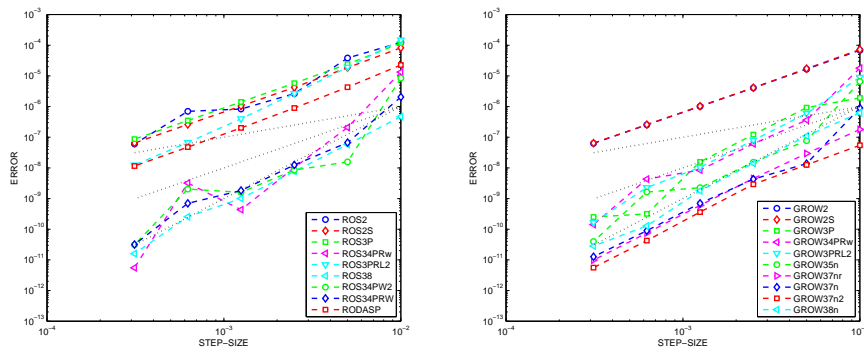 10^-3
10^-4
10^-5
10^-6
10^-7
10^-8
10^-9
10^-10
10^-11
10^-12
10^-13
ERROR
10^-4
10^-3
10^-2
STEP-SIZE
ROS2
ROS2S
ROS3P
ROS34PRw
ROS3PRL2
ROS38
ROS34PW2
ROS34PRW
RODASP
10^-3
10^-4
10^-5
10^-6
10^-7
10^-8
10^-9
10^-10
10^-11
10^-12
10^-13
ERROR
10^-4
10^-3
STEP-SIZE
GROW2
GROW2S
GROW3P
GROW34PRw
GROW3PRL2
GROW35n
GROW37nr
GROW37n
GROW37n2
GROW38n